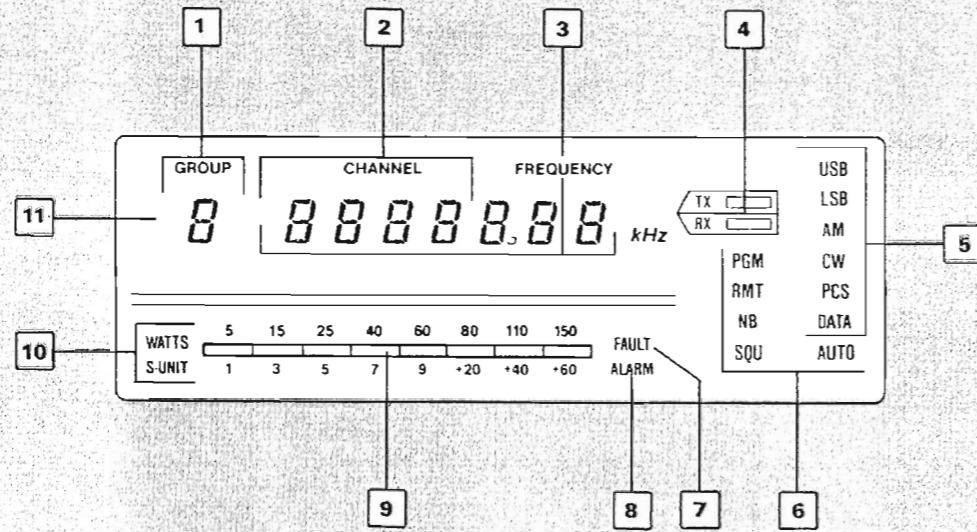 1 2 3 4
GROUP CHANNEL FREQUENCY
USB
TX
LSB
11
8 88888.88 kHz
RX
AM
5
PGM CW
RMT PCS
NB DATA
5 15 25 40 60 80 110 150
WATTS
FAULT
10
SQU AUTO
S-UNIT
1 3 5 7 9 +20 +40 +60
ALARM
9 8 7 6